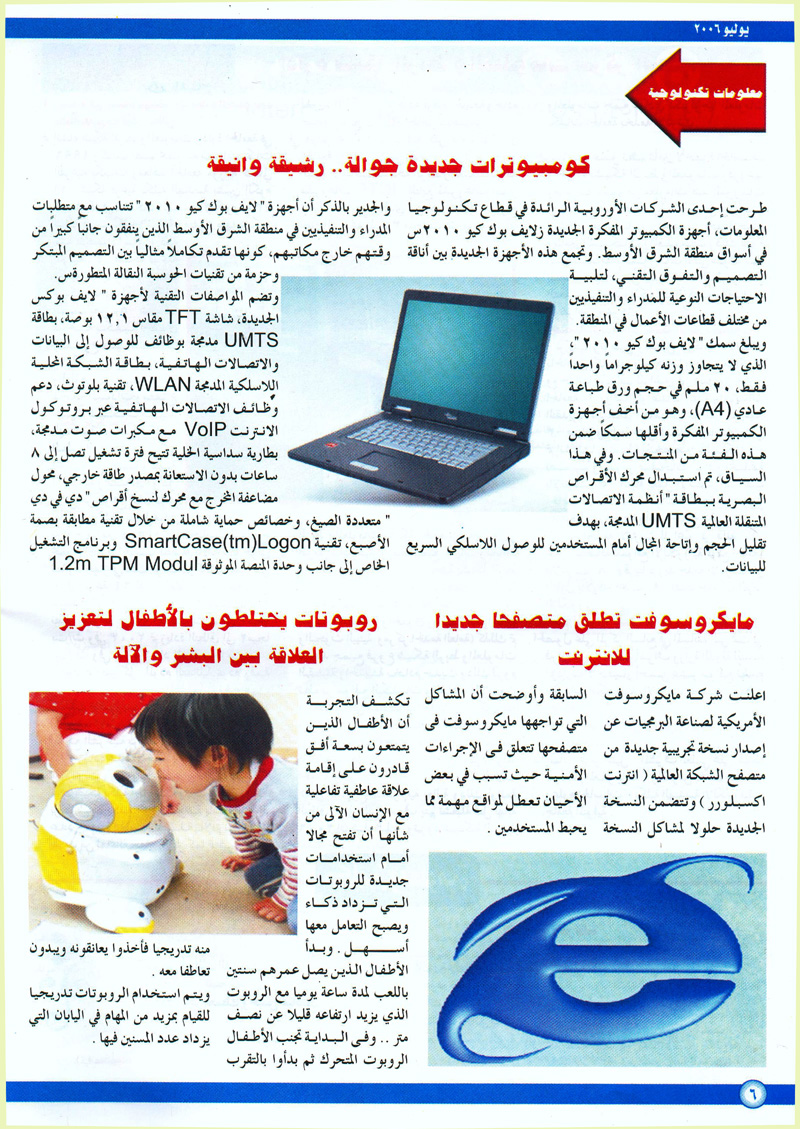 يوليو ٢٠٠٦
معلومات تكنولوجية
كومبيوترات جديدة جوالة.. رشيقة وانيقة
طرحت إحدى الشركات الأوروبية الرائدة في قطاع تكنولوجيا
المعلومات، أجهزة الكمبيوتر المفكرة الجديدة زلايف بوك كيو ٢٠١٠س
في أسواق منطقة الشرق الأوسط. وتجمع هذه الأجهزة الجديدة بين أناقة
التصميم والتفوق التقني، لتلبية
الاحتياجات النوعية للمدراء والتنفيذيين
من مختلف قطاعات الأعمال في المنطقة.
ويبلغ سمك " لايف بوك كيو ٢٠١٠ "،
الذي لا يتجاوز وزنه كيلوجراماً واحداً
فقط، ٢٠ ملم في حجم ورق طباعة
عادي (A4)، وهو من أخف أجهزة
الكمبيوتر المفكرة وأقلها سمكاً ضمن
هذه الفئة من المنتجات. وفي هذا
السياق، تم استبدال محرك الأقراص
البصرية ببطاقة " أنظمة الاتصالات
المتنقلة العالمية UMTS المدمجة، بهدف
تقليل الحجم وإتاحة المجال أمام المستخدمين للوصول اللاسلكي السريع
للبيانات.
والجدير بالذكر أن أجهزة " لايف بوك كيو ٢٠١٠ " تتناسب مع متطلبات
المدراء والتنفيذيين في منطقة الشرق الأوسط الذين ينفقون جانباً كبيراً من
وقتهم خارج مكاتبهم، كونها تقدم تكاملاً مثالياً بين التصميم المبتكر
وحزمة من تقنيات الحوسبة النقالة المتطورةس.
وتضم المواصفات التقنية لأجهزة " لايف بوكس
الجديدة، شاشة TFT مقاس ١٢,١ بوصة، بطاقة
UMTS مدمجة بوظائف للوصول إلى البيانات
والاتصالات الهاتفية، بطاقة الشبكة المحلية
اللاسلكية المدمجة WLAN، تقنية بلوتوث، دعم
وظائف الاتصالات الهاتفية عبر بروتوكول
الانترنت VoIP مع مكبرات صوت مدمجة،
بطارية سداسية الخلية تتيح فترة تشغيل تصل إلى ٨
ساعات بدون الاستعانة بمصدر طاقة خارجي، محول
مضاعفة المخرج مع محرك لنسخ أقراص " دي في دي
" متعددة الصيغ، وخصائص حماية شاملة من خلال تقنية مطابقة بصمة
الأصبع، تقنية SmartCase(tm)Logon وبرنامج التشغيل
الخاص إلى جانب وحدة المنصة الموثوقة 1.2m TPM Modul
مايكروسوفت تطلق متصفحا جديدا
للانترنت
اعلنت شركة مايكروسوفت
الأمريكية لصناعة البرمجيات عن
إصدار نسخة تجريبية جديدة من
متصفح الشبكة العالمية ( انترنت
اكسبلورر ) وتتضمن النسخة
الجديدة حلولا لمشاكل النسخة
السابقة وأوضحت أن المشاكل
التي تواجهها مايكروسوفت فى
متصفحها تتعلق فى الإجراءات
الأمنية حيث تسبب في بعض
الأحيان تعطل لمواقع مهمة مما
يحبط المستخدمين .
روبوتات يختلطون بالأطفال لتعزيز
العلاقة بين البشر والآلة
تكشف التجربة
أن الأطفال الذين
يتمتعون بسعة أفق
قادرون على إقامة
علاقة عاطفية تفاعلية
مع الإنسان الآلى من
شأنها أن تفتح مجالا
أمام استخدامات
جديدة للروبوتات
التي تزداد ذكاء
ويصبح التعامل معها
أسهل . وبدأ
الأطفال الذين يصل عمرهم سنتين
باللعب لمدة ساعة يوميا مع الروبوت
الذي يزيد ارتفاعه قليلا عن نصف
متر .. وفى البداية تجنب الأطفال
الروبوت المتحرك ثم بدأوا بالتقرب
منه تدريجيا فأخذوا يعانقونه ويبدون
تعاطفا معه .
ويتم استخدام الروبوتات تدريجيا
للقيام بمزيد من المهام في اليابان التي
يزداد عدد المسنين فيها .
٦